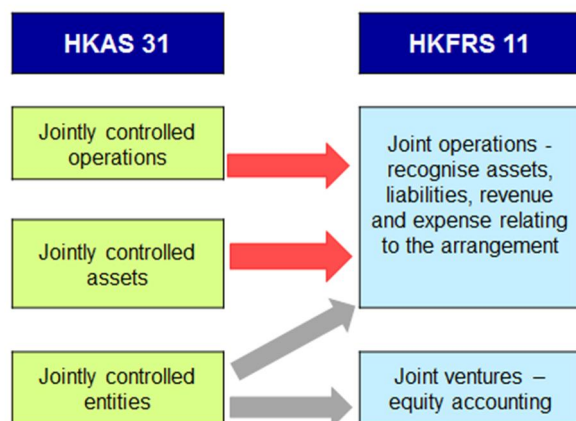 HKAS 31
HKFRS 11
Jointly controlled
operations
Joint operations -
recognise assets,
liabilities, revenue
and expense relating
to the arrangement
Jointly controlled
assets
Jointly controlled
entities
Joint ventures –
equity accounting